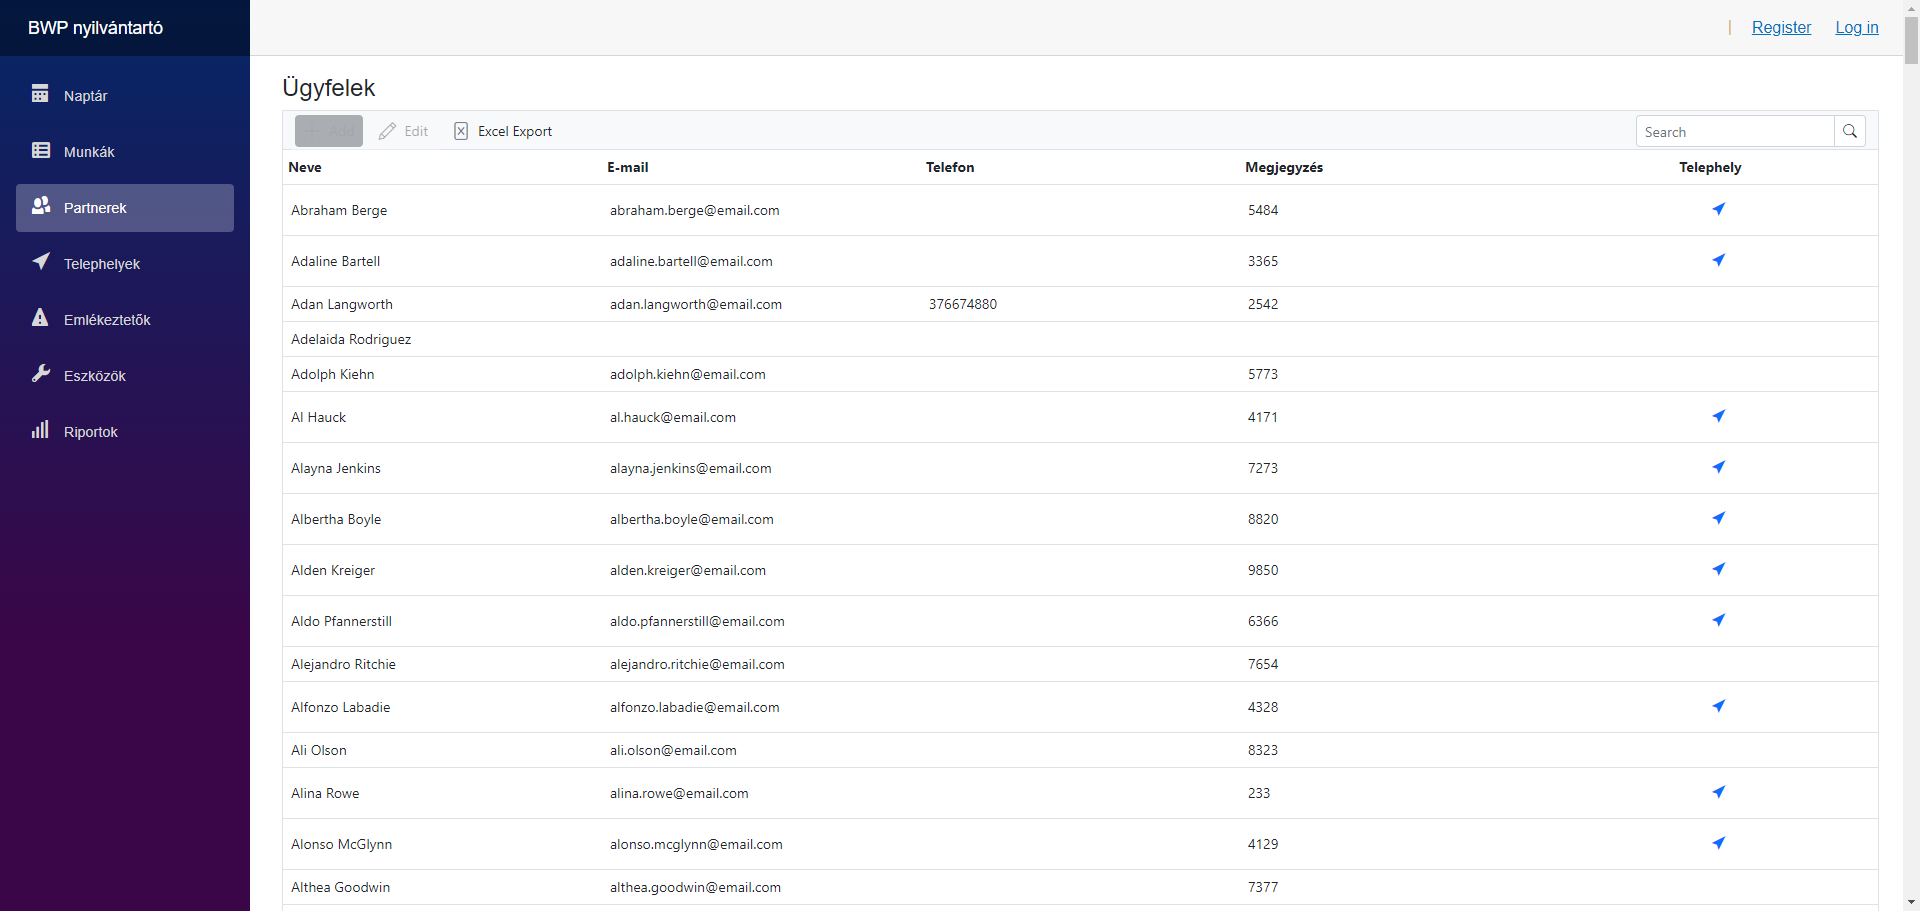 BWP nyilvántartó
Register Log in
Naptár
Munkák
Partnerek
Telephelyek
Emlékeztetők
Eszközök
Riportok
Ügyfelek
Add Edit Excel Export Search
Neve E-mail Telefon Megjegyzés Telephely
Abraham Berge abraham.berge@email.com 5484
Adaline Bartell adaline.bartell@email.com 3365
Adan Langworth adan.langworth@email.com 376674880 2542
Adelaida Rodriguez
Adolph Kiehn adolph.kiehn@email.com 5773
Al Hauck al.hauck@email.com 4171
Alayna Jenkins alayna.jenkins@email.com 7273
Albertha Boyle albertha.boyle@email.com 8820
Alden Kreiger alden.kreiger@email.com 9850
Aldo Pfannerstill aldo.pfannerstill@email.com 6366
Alejandro Ritchie alejandro.ritchie@email.com 7654
Alfonzo Labadie alfonzo.labadie@email.com 4328
Ali Olson ali.olson@email.com 8323
Alina Rowe alina.rowe@email.com 233
Alonso McGlynn alonso.mcglynn@email.com 4129
Althea Goodwin althea.goodwin@email.com 7377